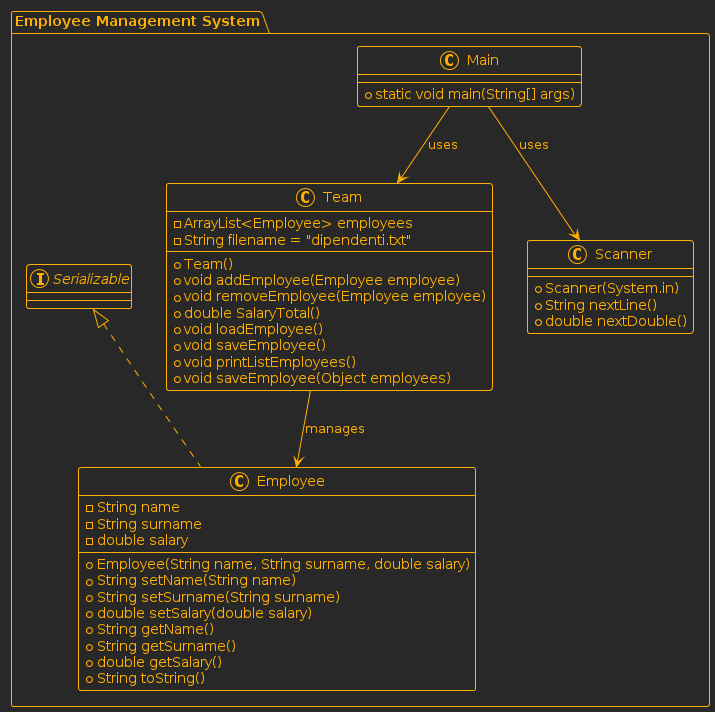 Employee Management System
C Main
static void main(String[] args)
uses
uses
C Team
ArrayList<Employee> employees
String filename = "dipendenti.txt"
Team()
void addEmployee(Employee employee)
void removeEmployee(Employee employee)
double SalaryTotal()
void loadEmployee()
void saveEmployee()
void printListEmployees()
void saveEmployee(Object employees)
C Scanner
Scanner(System.in)
String nextLine()
double nextDouble()
I Serializable
manages
C Employee
String name
String surname
double salary
Employee(String name, String surname, double salary)
String setName(String name)
String setSurname(String surname)
double setSalary(double salary)
String getName()
String getSurname()
double getSalary()
String toString()